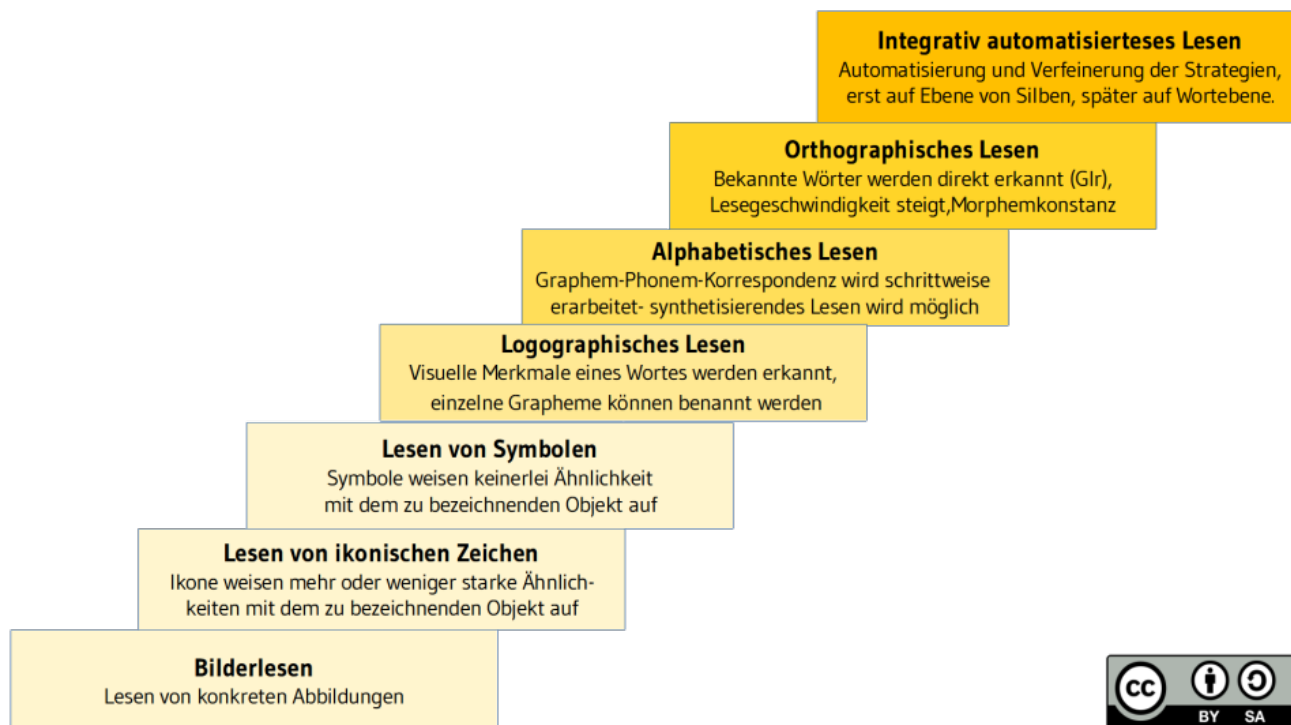 Integrativ automatisierteses Lesen
Automatisierung und Verfeinerung der Strategien,
erst auf Ebene von Silben, später auf Wortebene.
Orthographisches Lesen
Bekannte Wörter werden direkt erkannt (Glr),
Lesegeschwindigkeit steigt,Morphemkonstanz
Alphabetisches Lesen
Graphem-Phonem-Korrespondenz wird schrittweise
erarbeitet- synthetisierendes Lesen wird möglich
Logographisches Lesen
Visuelle Merkmale eines Wortes werden erkannt,
einzelne Grapheme können benannt werden
Lesen von Symbolen
Symbole weisen keinerlei Ähnlichkeit
mit dem zu bezeichnenden Objekt auf
Lesen von ikonischen Zeichen
Ikone weisen mehr oder weniger starke Ähnlich-
keiten mit dem zu bezeichnenden Objekt auf
Bilderlesen
Lesen von konkreten Abbildungen
cc
BY SA